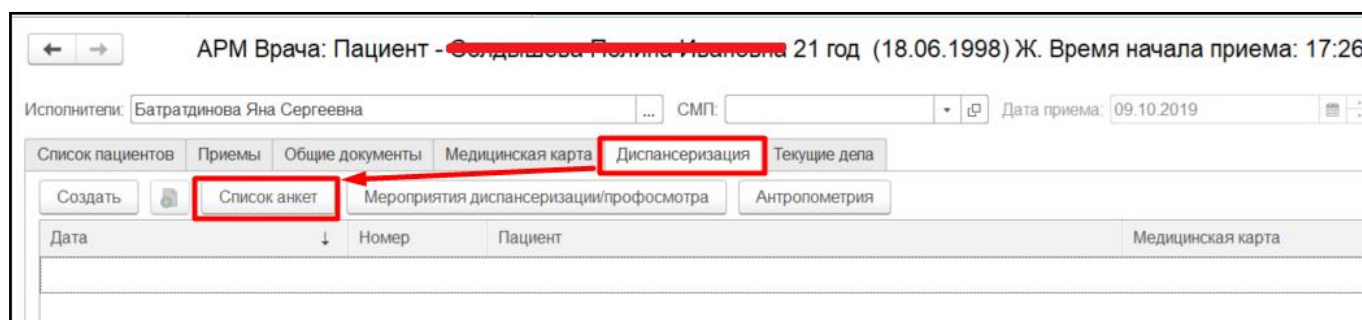 АРМ Врача: Пациент - 21 год (18.06.1998) Ж. Время начала приема: 17:26
Исполнители: Батратдинова Яна Сергеевна ... СМП: Дата приема: 09.10.2019
Список пациентов Приемы Общие документы Медицинская карта Диспансеризация Текущие дела
Создать Список анкет Мероприятия диспансеризации/профосмотра Антропометрия
Дата ↓ Номер Пациент Медицинская карта